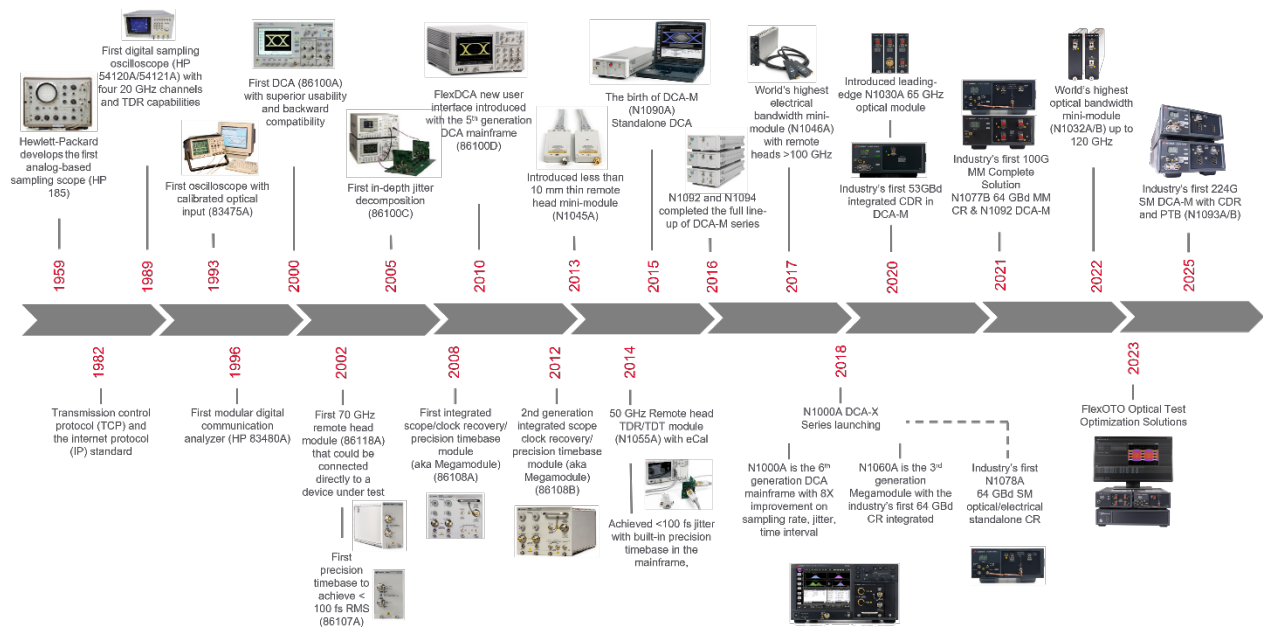 First digital sampling
oscilloscope (HP
54120A/54121A) with
four 20 GHz channels
and TDR capabilities
Hewlett-Packard
develops the first
analog-based
sampling scope (HP
185)
First oscilloscope with
calibrated optical
input (83475A)
First DCA (86100A)
with superior usability
and backward
compatibility
First in-depth jitter
decomposition (86100C)
FlexDCA new user
interface introduced
with the 5th generation
DCA mainframe
(86100D)
Introduced less than
10 mm thin remote
head mini-module
(N1045A)
The birth of DCA-M
(N1090A)
Standalone DCA
N1092 and N1094
completed the full line-
up of DCA-M series
World's highest
electrical
bandwidth mini-
module (N1046A)
with remote
heads >100 GHz
Introduced leading-
edge N1030A 65 GHz
optical module
Industry's first 53GBd
integrated CDR in
DCA-M
Industry's first 100G
MM Complete
Solution
N1077B 64 GBd MM
CR & N1092 DCA-M
World's highest
optical bandwidth
mini-module
(N1032A/B) up to
120 GHz
Industry's first 224G
SM DCA-M with CDR
and PTB (N1093A/B)
1959
1989
1993
2000
2005
2010
2013
2015
2016
2017
2020
2021
2022
2025
1982
1996
2002
2008
2012
2014
2018
2023
Transmission control
protocol (TCP) and
the internet protocol
(IP) standard
First modular digital
communication
analyzer (HP 83480A)
First 70 GHz
remote head
module (86118A)
that could be
connected
directly to a
device under test
First
precision
timebase to
achieve <
100 fs RMS
(86107A)
First integrated
scope/clock recovery/
precision timebase
module
(aka Megamodule)
(86108A)
2nd generation
integrated scope
clock recovery/
precision timebase
module (aka
Megamodule)
(86108B)
50 GHz Remote head
TDR/TDT module
(N1055A) with eCal
Achieved <100 fs jitter
with built-in precision
timebase in the
mainframe.
N1000A DCA-X
Series launching
N1000A is the 6th
generation DCA
mainframe with 8X
improvement on
sampling rate, jitter,
time interval
N1060A is the 3rd
generation
Megamodule with the
industry's first 64 GBd
CR integrated
Industry's first
N1078A
64 GBd SM
optical/electrical
standalone CR
FlexOTO Optical Test
Optimization Solutions